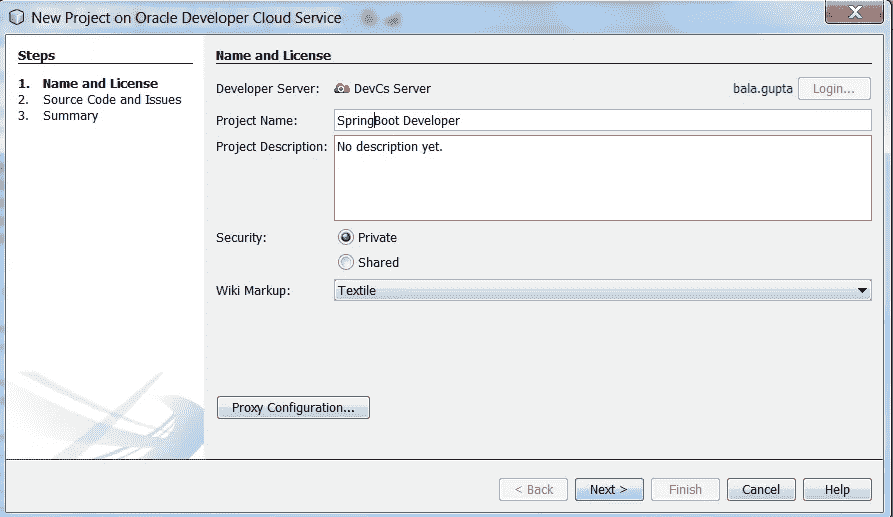 New Project on Oracle Developer Cloud Service
X
Steps
1. Name and License
2. Source Code and Issues
3. Summary
Name and License
Developer Server: DevCs Server bala.gupta Login...
Project Name: SpringBoot Developer
Project Description: No description yet.
Security: Private
Shared
Wiki Markup: Textile
Proxy Configuration...
< Back Next > Finish Cancel Help